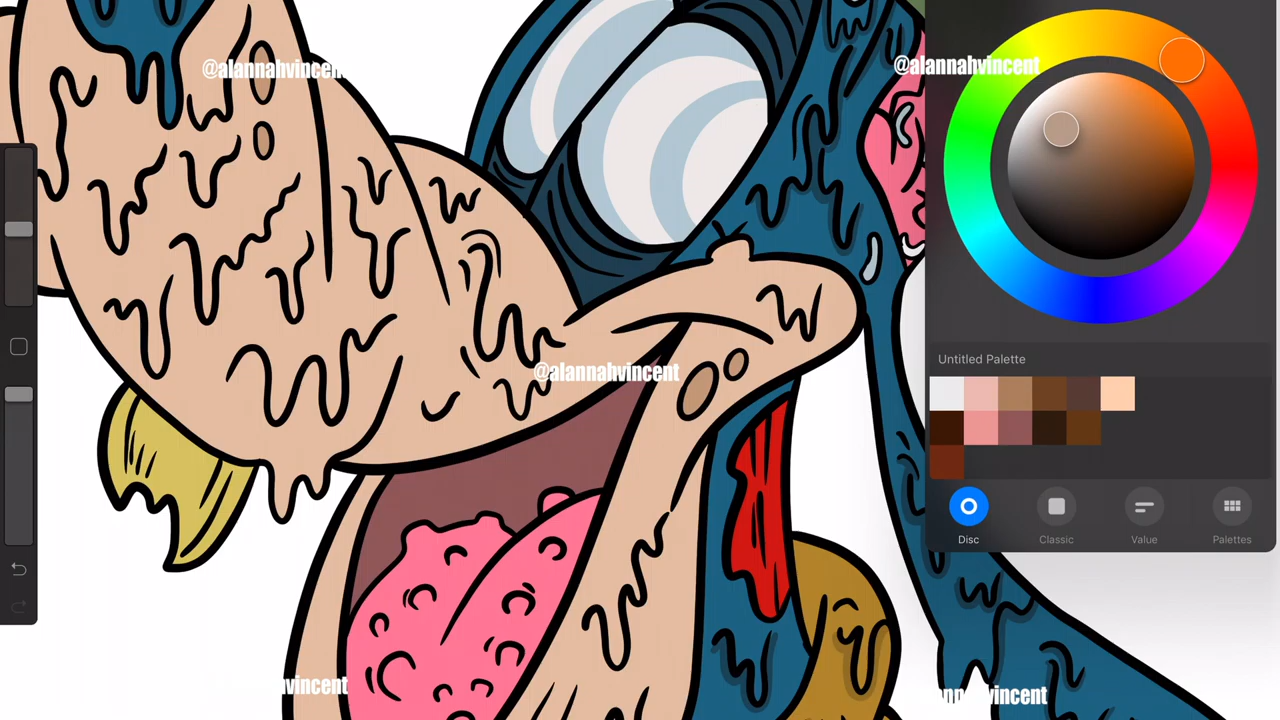 @alannahvincent
@alannahvincent
@alannahvincent
Untitled Palette
Disc
Classic
Value
Palettes